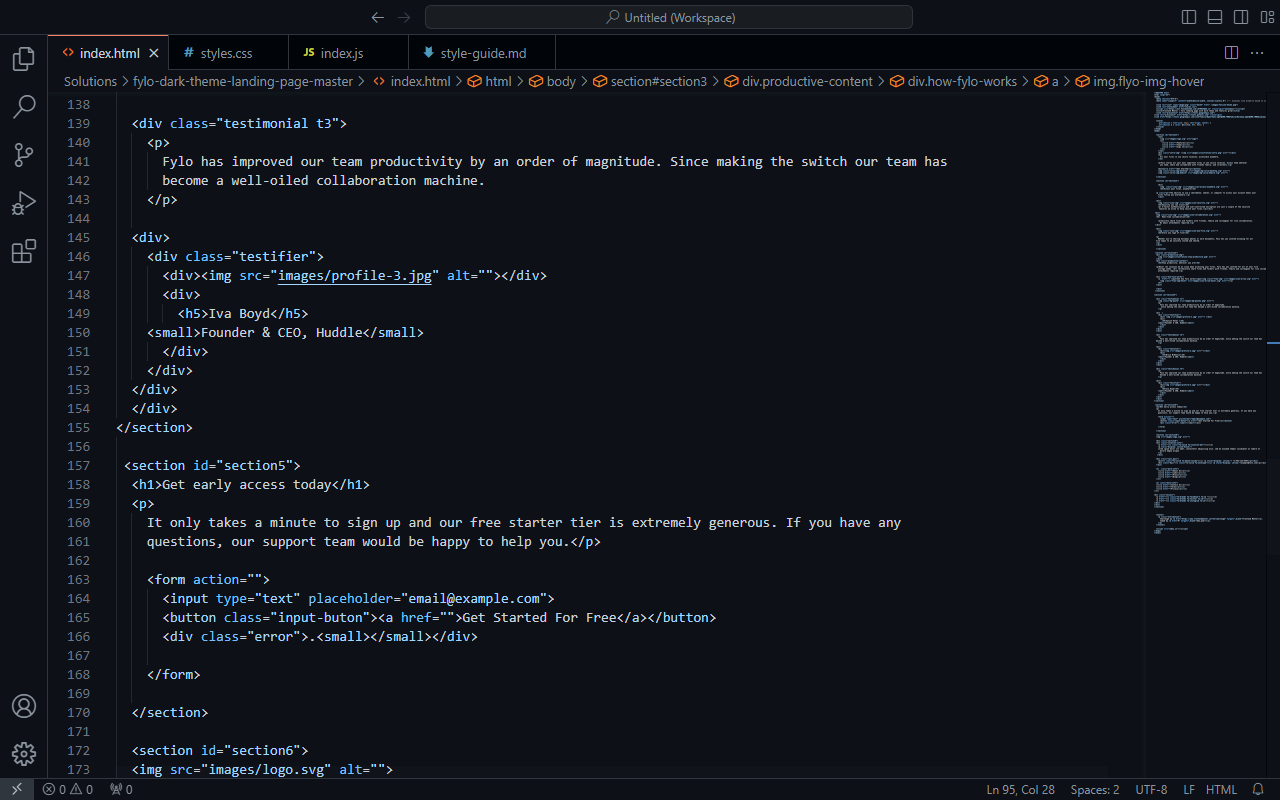 Untitled (Workspace)
index.html
styles.css
JS index.js
style-guide.md
Solutions > fylo-dark-theme-landing-page-master > index.html > html > body > section#section3 > div.productive-content > div.how-fylo-works > a > img.flyo-img-hover
138
139 <div class="testimonial t3">
140 <p>
141 Fylo has improved our team productivity by an order of magnitude. Since making the switch our team has
142 become a well-oiled collaboration machine.
143 </p>
144
145 <div>
146 <div class="testifier">
147 <div><img src="images/profile-3.jpg" alt=""></div>
148 <div>
149 <h5>Iva Boyd</h5>
150 <small>Founder & CEO, Huddle</small>
151 </div>
152 </div>
153 </div>
154 </div>
155 </section>
156
157 <section id="section5">
158 <h1>Get early access today</h1>
159 <p>
160 It only takes a minute to sign up and our free starter tier is extremely generous. If you have any
161 questions, our support team would be happy to help you.</p>
162
163 <form action="">
164 <input type="text" placeholder="email@example.com">
165 <button class="input-buton"><a href="">Get Started For Free</a></button>
166 <div class="error">.<small></small></div>
167
168 </form>
169
170 </section>
171
172 <section id="section6">
173 <img src="images/logo.svg" alt="">
0 0 0 Ln 95, Col 28 Spaces: 2 UTF-8 LF HTML